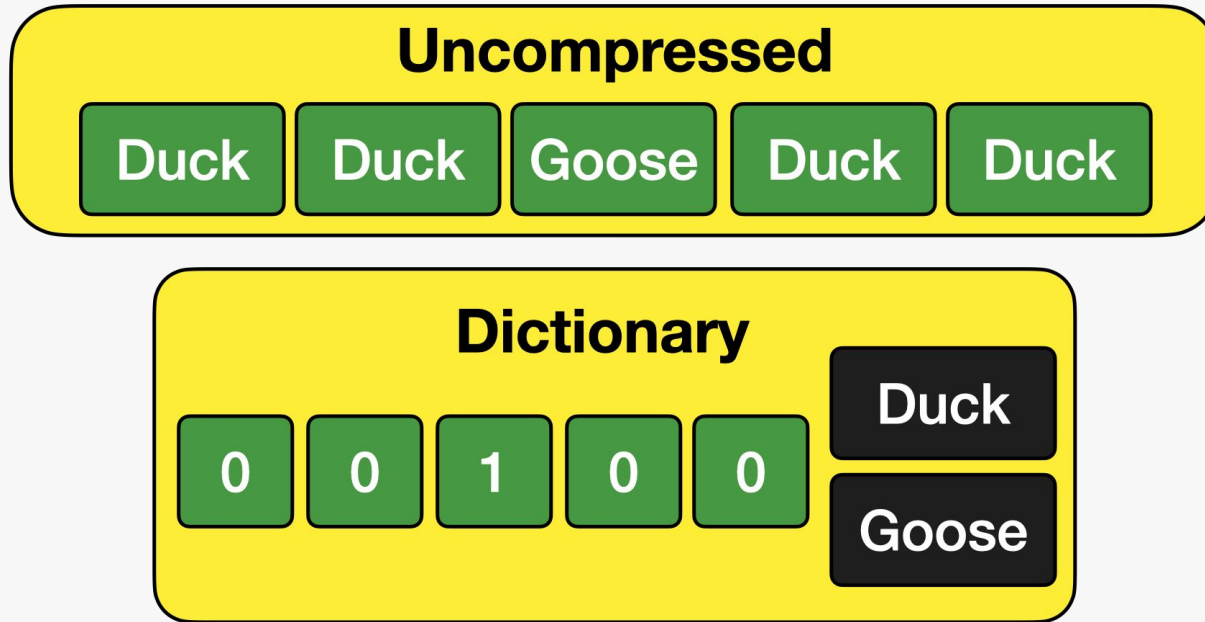 Uncompressed
Duck Duck Goose Duck Duck
Dictionary
Duck
0 0 1 0 0
Goose